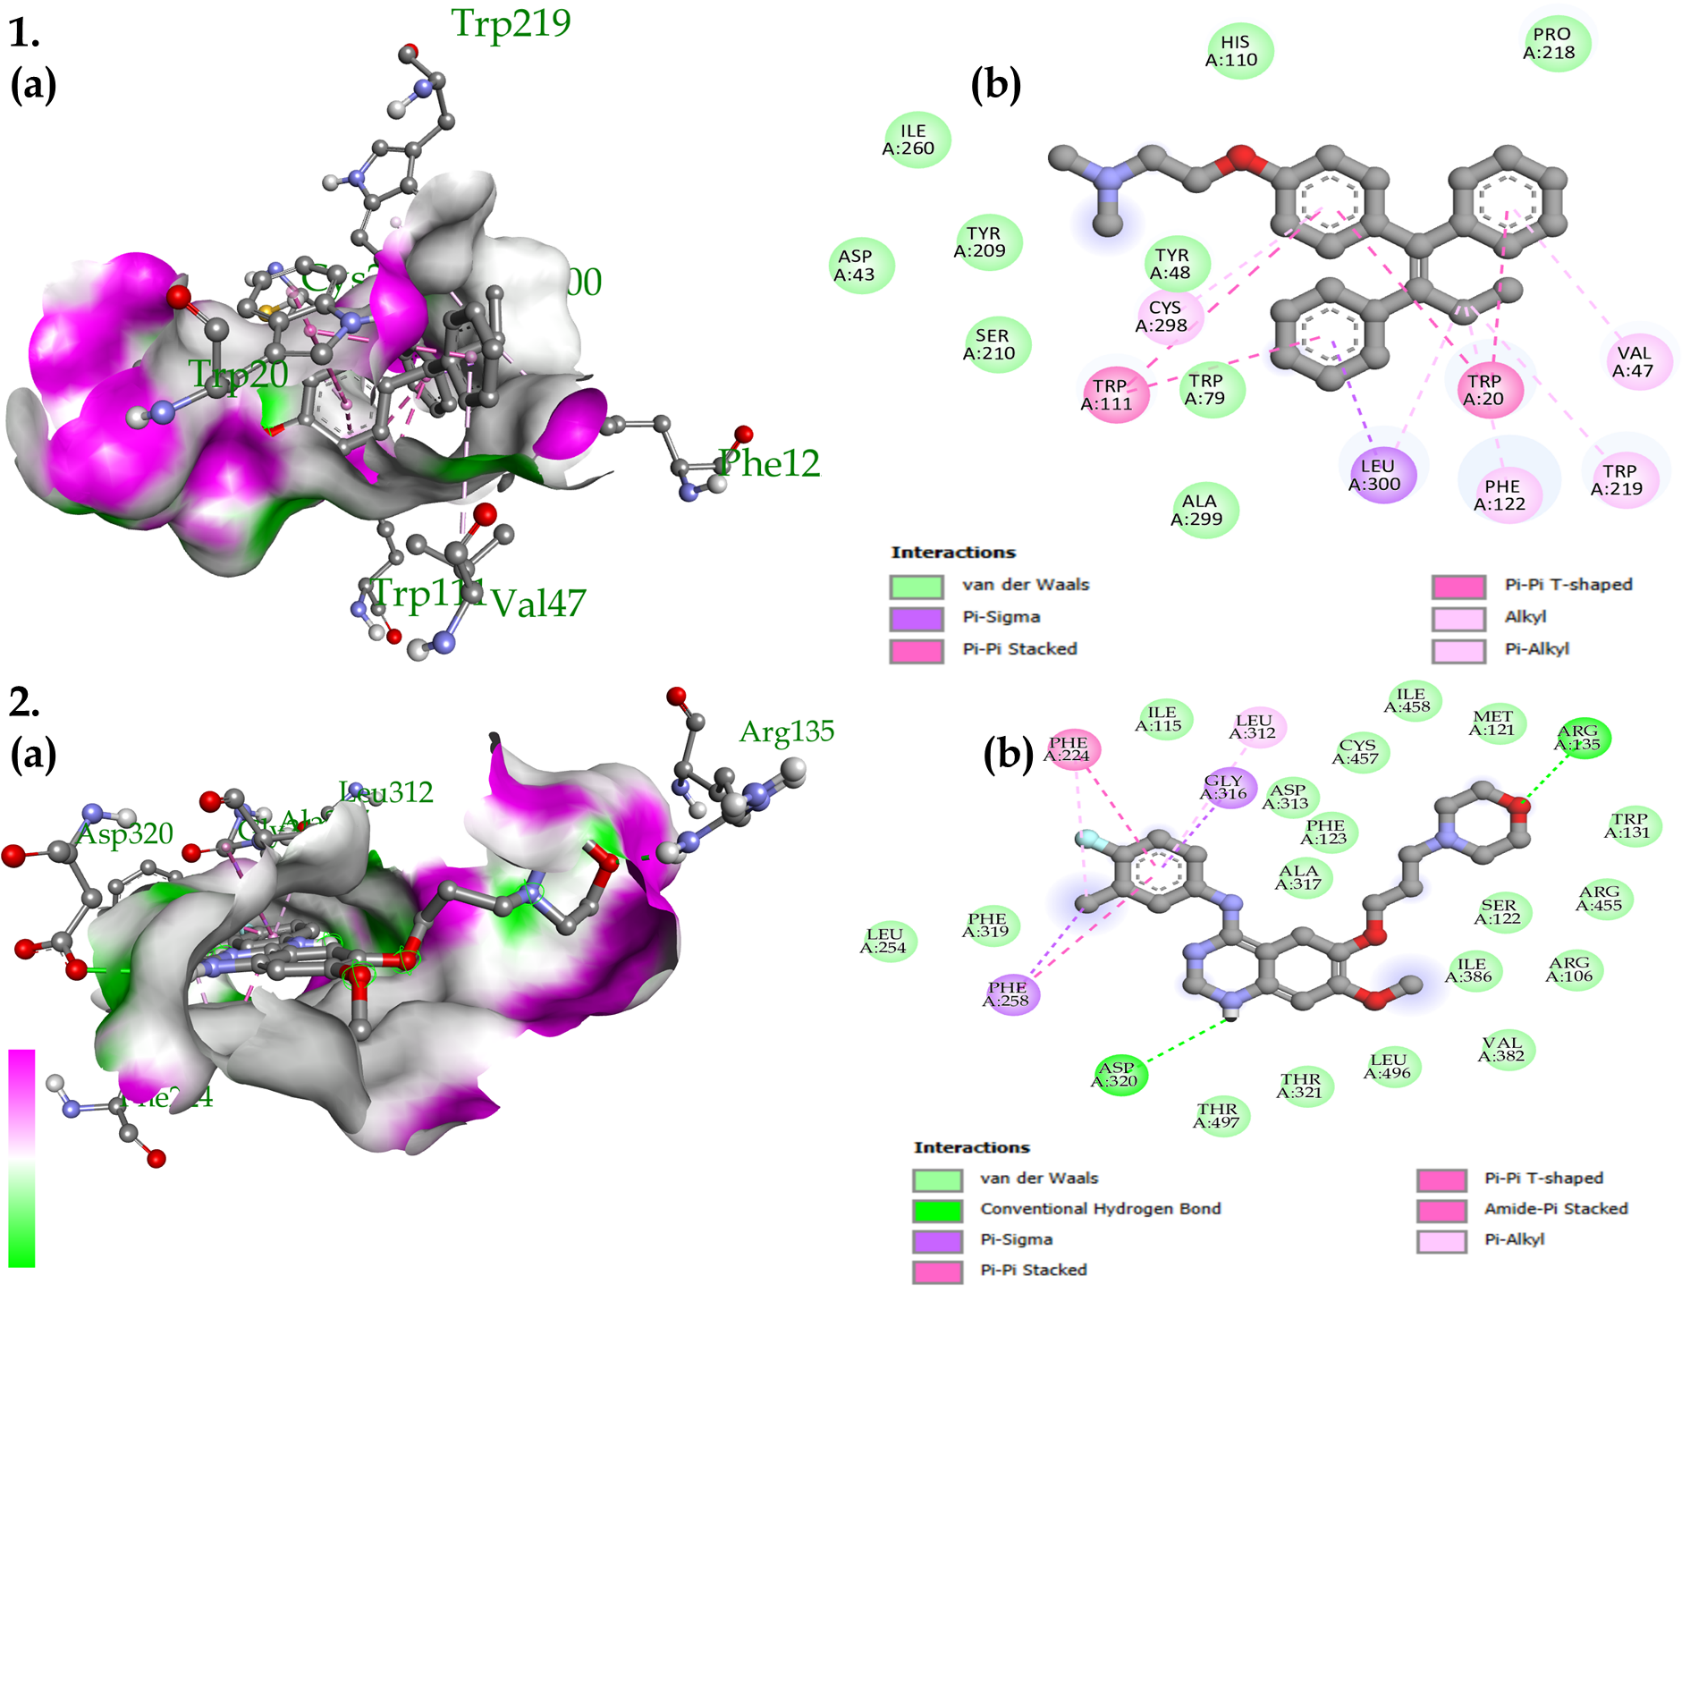 1.
(a)
Trp219
Trp20
Phe12
Trp111
Val47
(b)
HIS
A:110
PRO
A:218
ILE
A:260
TYR
A:209
ASP
A:43
TYR
A:48
CYS
A:298
SER
A:210
TRP
A:111
TRP
A:79
TRP
A:20
VAL
A:47
LEU
A:300
PHE
A:122
TRP
A:219
ALA
A:299
Interactions
van der Waals
Pi-Sigma
Pi-Pi Stacked
Pi-Pi T-shaped
Alkyl
Pi-Alkyl
2.
(a)
Arg135
Leu312
Asp320
(b)
ILE
A:115
LEU
A:312
ILE
A:458
MET
A:121
ARG
A:135
PHE
A:224
CYS
A:457
GLY
A:316
ASP
A:313
PHE
A:123
TRP
A:131
ALA
A:317
SER
A:122
ARG
A:455
PHE
A:319
LEU
A:254
PHE
A:258
ILE
A:386
ARG
A:106
ASP
A:320
THR
A:321
LEU
A:496
VAL
A:382
THR
A:497
Interactions
van der Waals
Conventional Hydrogen Bond
Pi-Sigma
Pi-Pi Stacked
Pi-Pi T-shaped
Amide-Pi Stacked
Pi-Alkyl